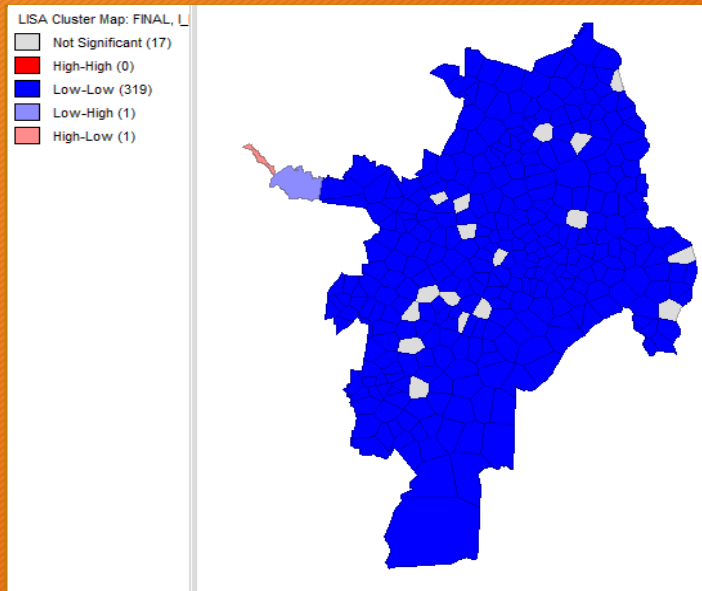 LISA Cluster Map: FINAL, I_
Not Significant (17)
High-High (0)
Low-Low (319)
Low-High (1)
High-Low (1)